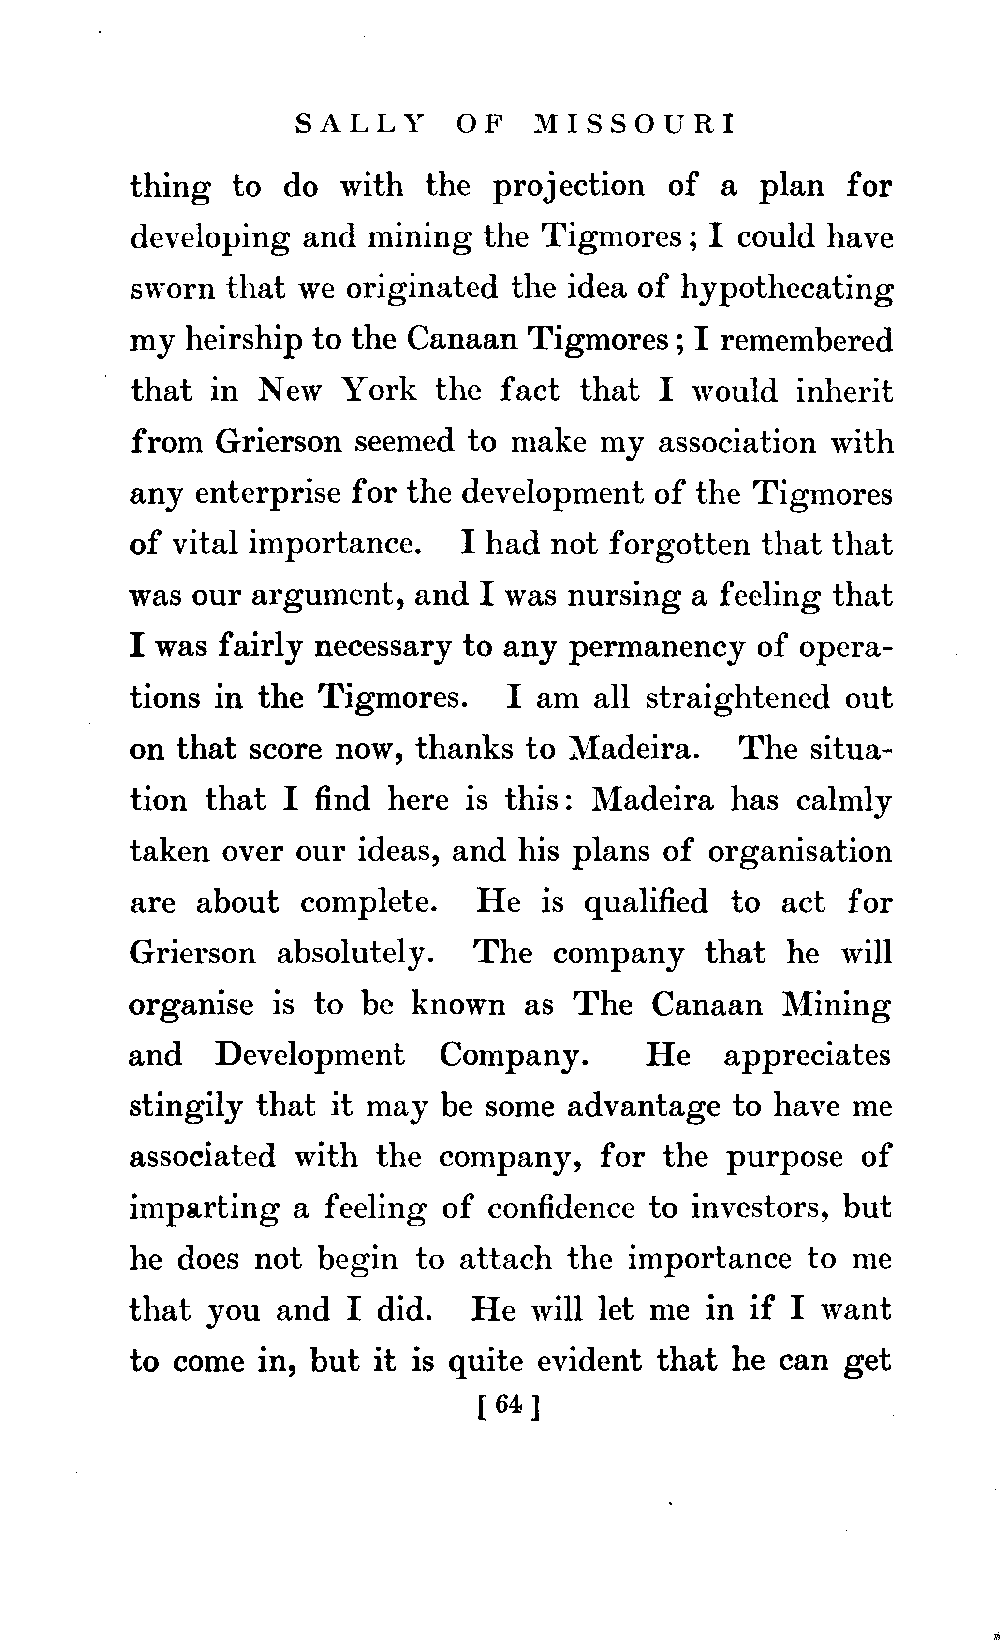 SALLY OF MISSOURI
thing to do with the projection of a plan for
developing and mining the Tigmores; I could have
sworn that we originated the idea of hypothecating
my heirship to the Canaan Tigmores; I remembered
that in New York the fact that I would inherit
from Grierson seemed to make my association with
any enterprise for the development of the Tigmores
of vital importance. I had not forgotten that that
was our argument, and I was nursing a feeling that
I was fairly necessary to any permanency of opera-
tions in the Tigmores. I am all straightened out
on that score now, thanks to Madeira. The situa-
tion that I find here is this: Madeira has calmly
taken over our ideas, and his plans of organisation
are about complete. He is qualified to act for
Grierson absolutely. The company that he will
organise is to be known as The Canaan Mining
and Development Company. He appreciates
stingily that it may be some advantage to have me
associated with the company, for the purpose of
imparting a feeling of confidence to investors, but
he does not begin to attach the importance to me
that you and I did. He will let me in if I want
to come in, but it is quite evident that he can get
[ 64 ]